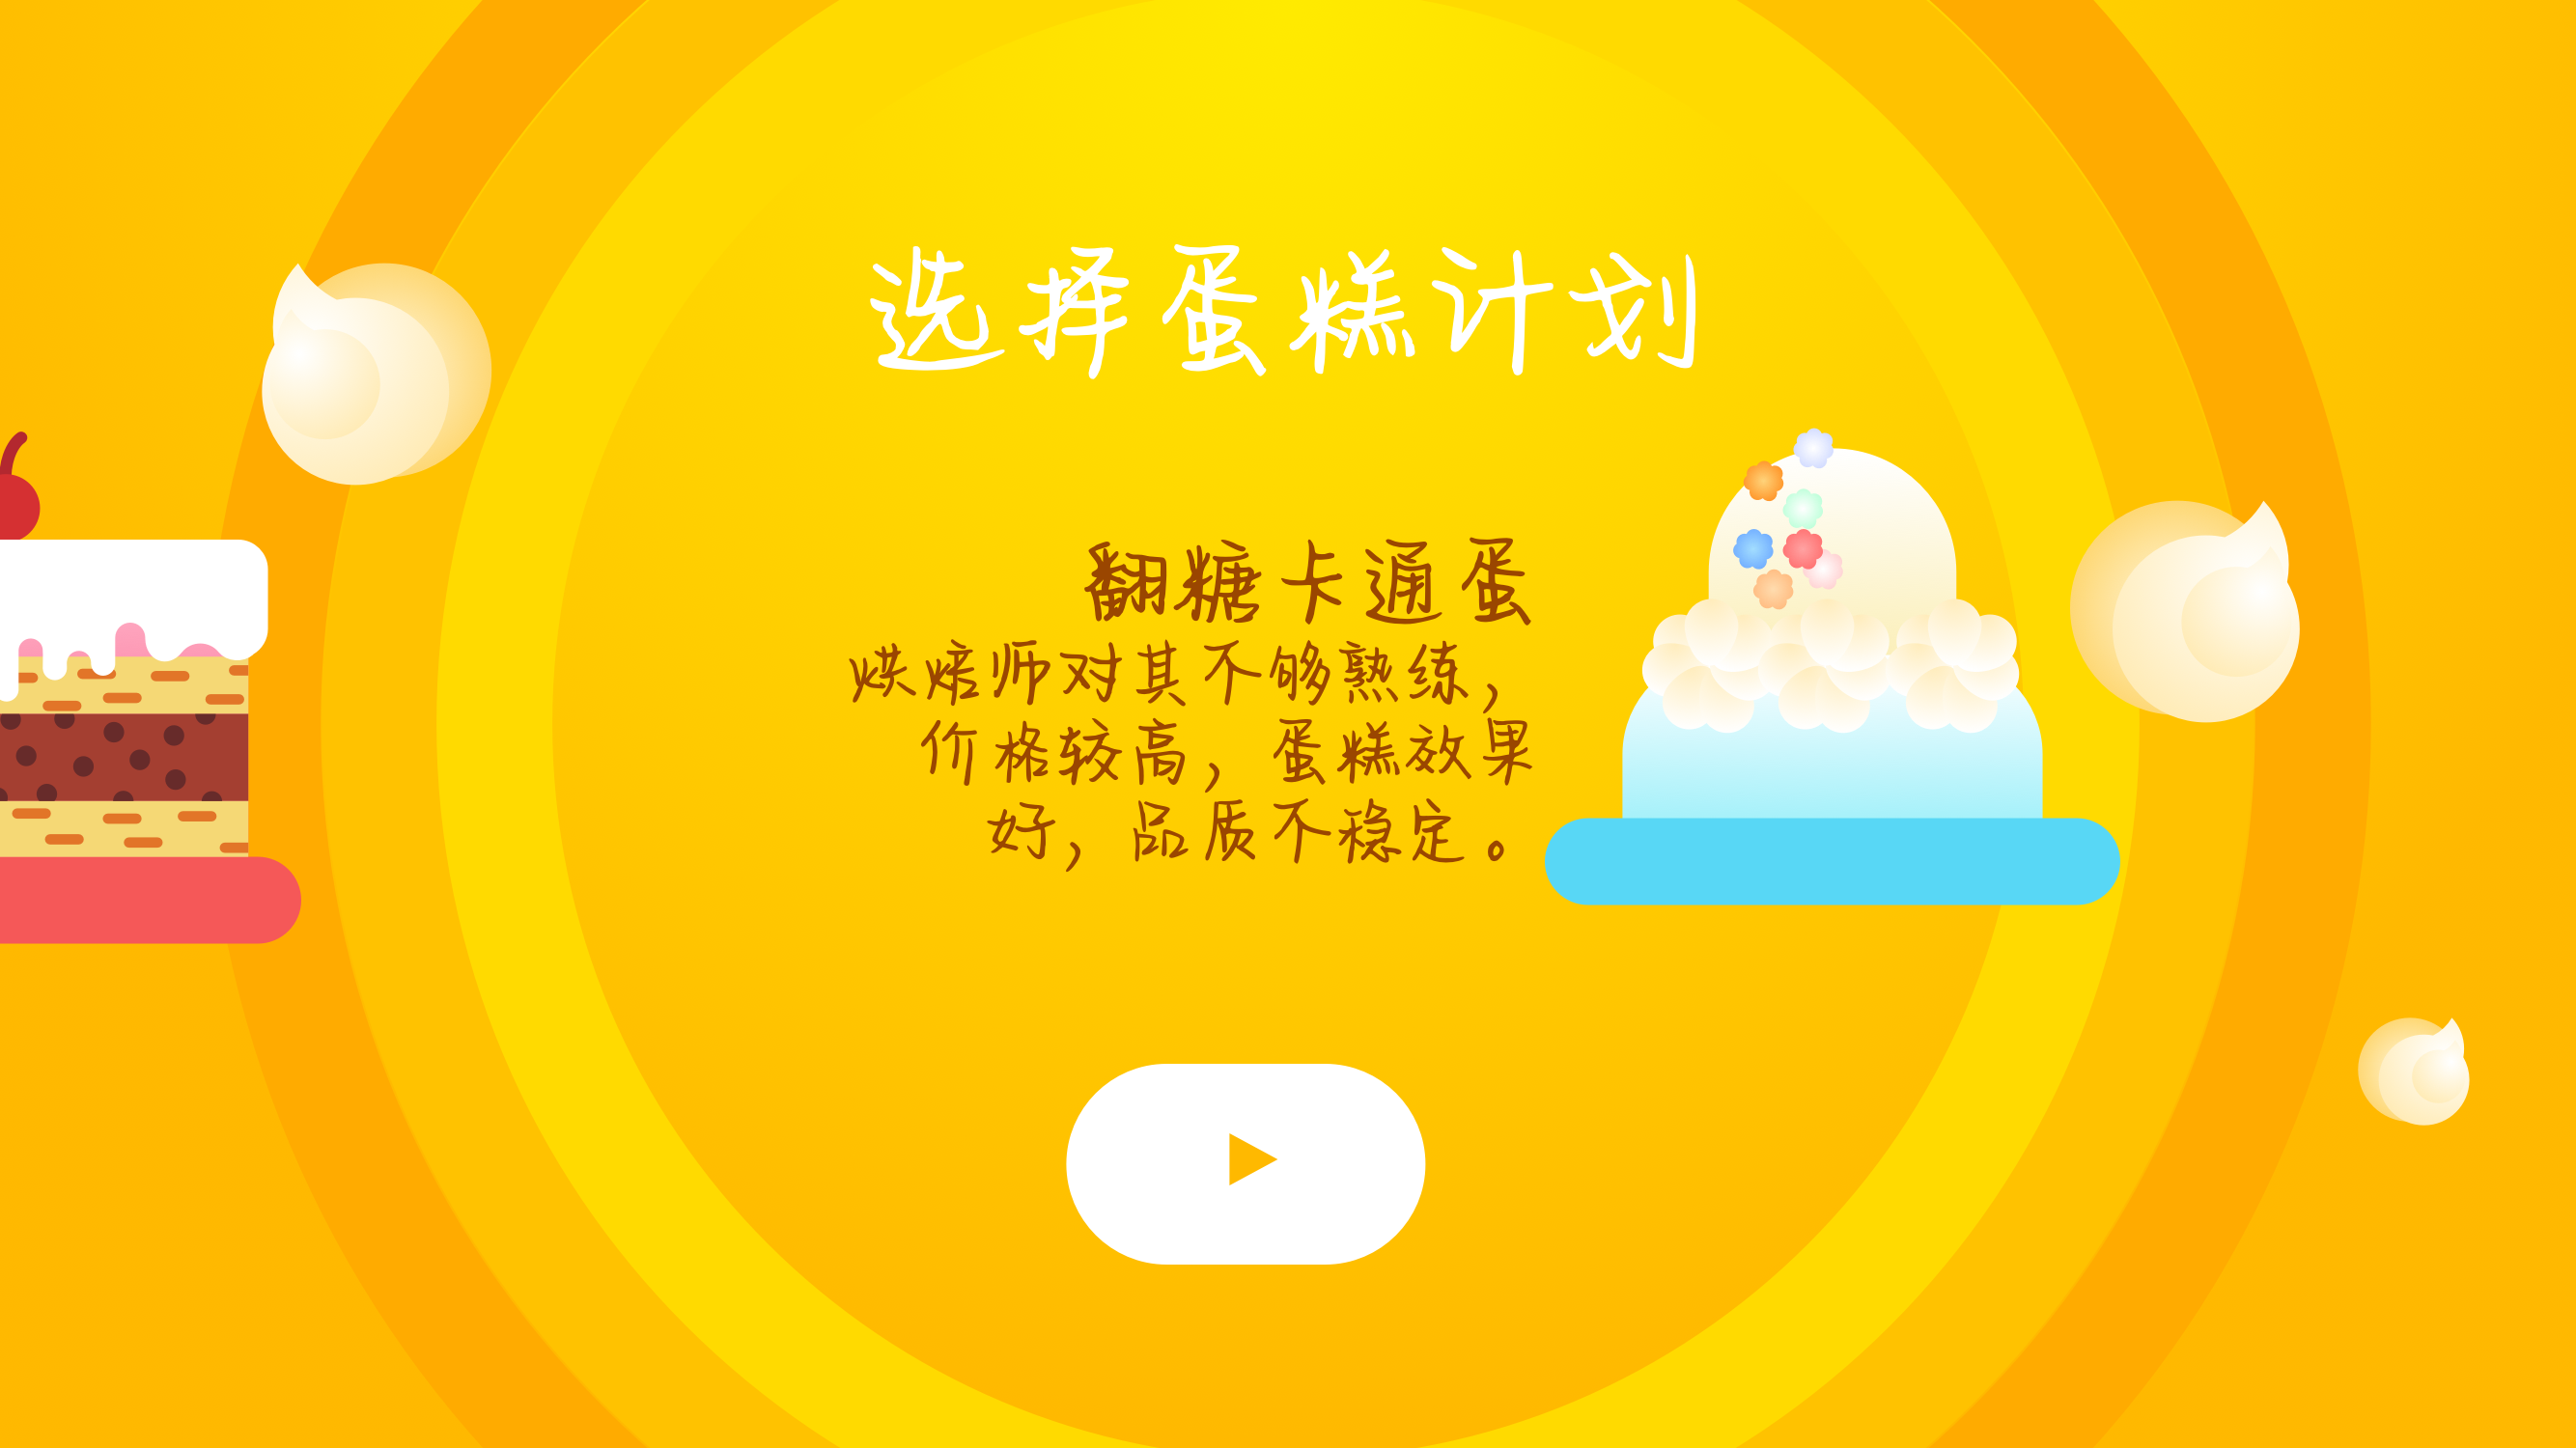 选择蛋糕计划
翻糖卡通蛋
烘焙师对其不够熟练，
价格较高，蛋糕效果
好，品质不稳定。